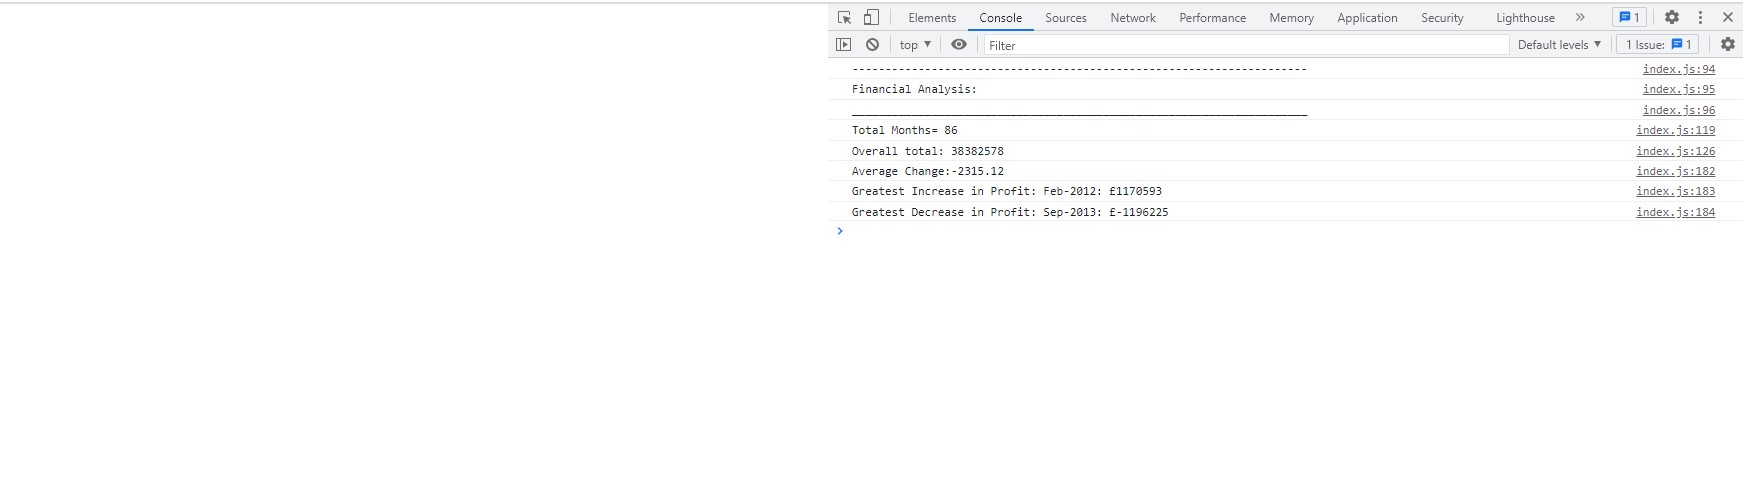 Elements Console Sources Network Performance Memory Application Security Lighthouse » 1
top ▼ Filter Default levels ▼ 1 Issue: 1
--------------------------------------------------------------------- index.js:94
Financial Analysis: index.js:95
_____________________________________________________________________ index.js:96
Total Months= 86 index.js:119
Overall total: 38382578 index.js:126
Average Change:-2315.12 index.js:182
Greatest Increase in Profit: Feb-2012: £1170593 index.js:183
Greatest Decrease in Profit: Sep-2013: £-1196225 index.js:184